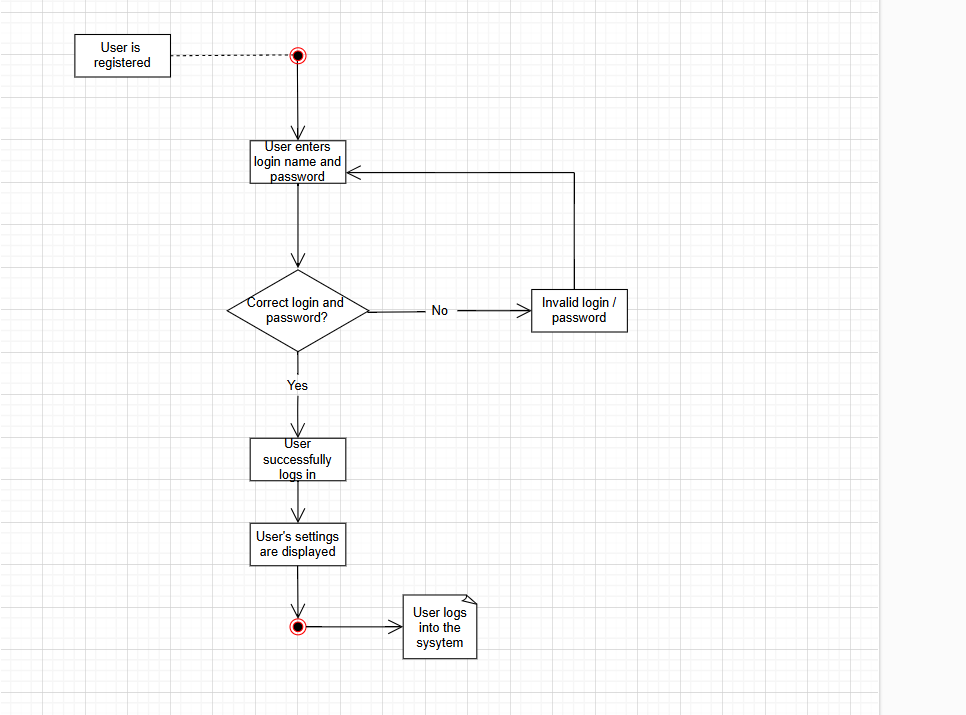 User is
registered
User enters
login name and
password
Correct login and
password?
No
Invalid login /
password
Yes
User
successfully
logs in
User's settings
are displayed
User logs
into the
sysytem